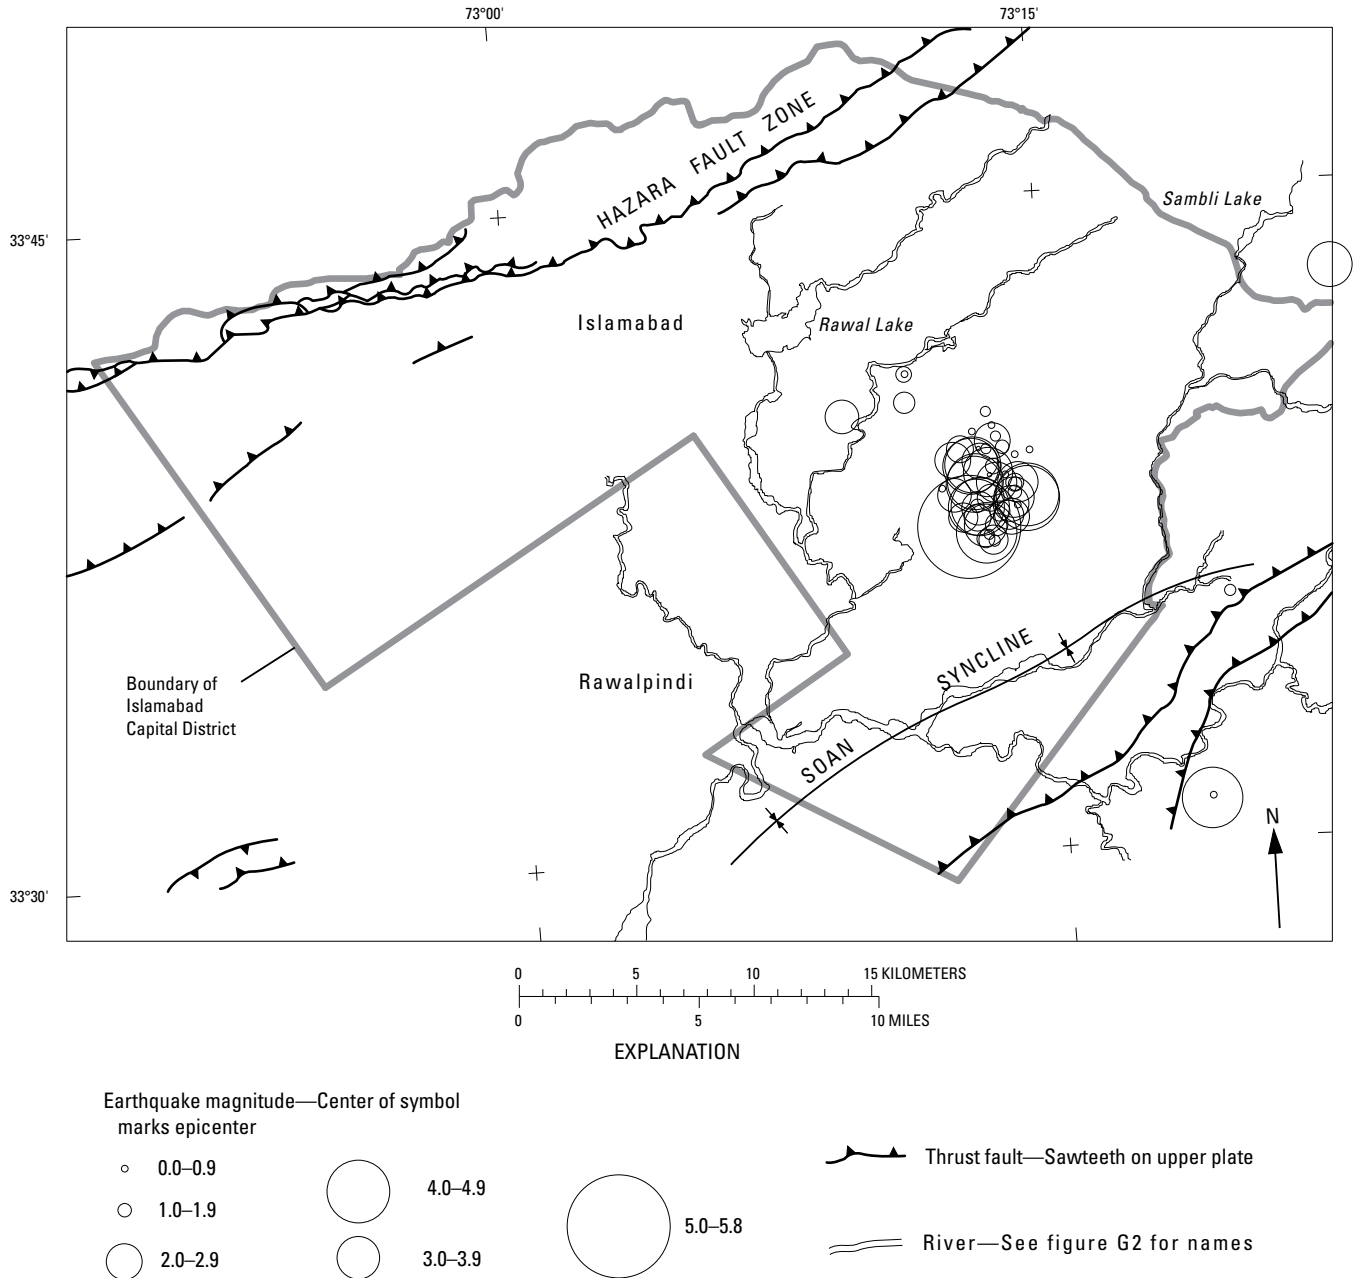 73°00'
73°15'
HAZARA FAULT ZONE
Sambli Lake
33°45'
Islamabad
Rawal Lake
SYNCLINE
Rawalpindi
Boundary of
Islamabad
Capital District
SOAN
N
33°30'
0 5 10 15 KILOMETERS
0 5 10 MILES
EXPLANATION
Earthquake magnitude—Center of symbol
marks epicenter
0.0–0.9
1.0–1.9
2.0–2.9
4.0–4.9
3.0–3.9
5.0–5.8
Thrust fault—Sawteeth on upper plate
River—See figure G2 for names